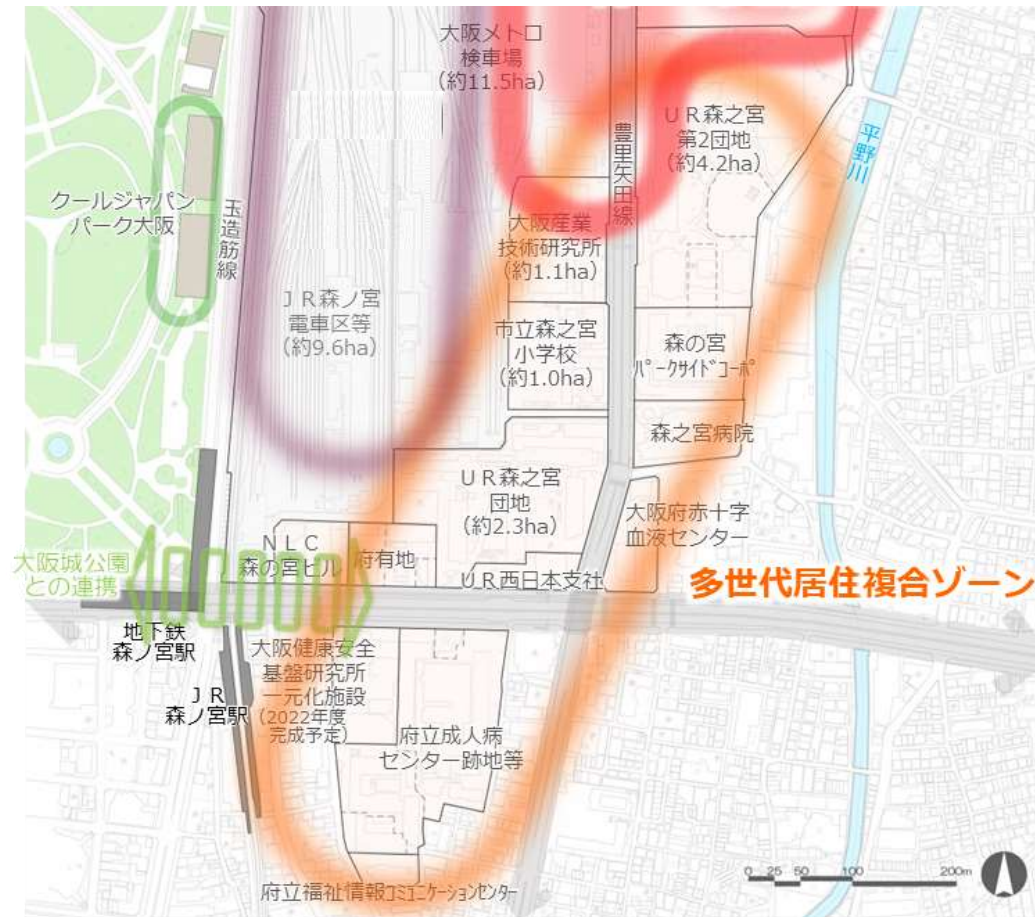 大阪メトロ
検車場
(約11.5ha)
ＵＲ森之宮
第2団地
(約4.2ha)
豊里矢田線
平野川
クールジャパン
パーク大阪
玉造筋線
大阪産業
技術研究所
(約1.1ha)
ＪＲ森ノ宮
電車区等
(約9.6ha)
市立森之宮
小学校
(約1.0ha)
森の宮
ﾊﾟｰｸｻｲﾄﾞｺｰﾎﾟ
森之宮病院
ＵＲ森之宮
団地
(約2.3ha)
大阪府赤十字
血液センター
ＮＬＣ
森の宮ビル
府有地
ＵＲ西日本支社
大阪城公園
との連携
多世代居住複合ゾーン
地下鉄
森ノ宮駅
大阪健康安全
基盤研究所
一元化施設
(2022年度
完成予定)
ＪＲ
森ノ宮駅
府立成人病
センター跡地等
府立福祉情報ｺﾐｭﾆｹｰｼｮﾝｾﾝﾀｰ
0 25 50 100 200m